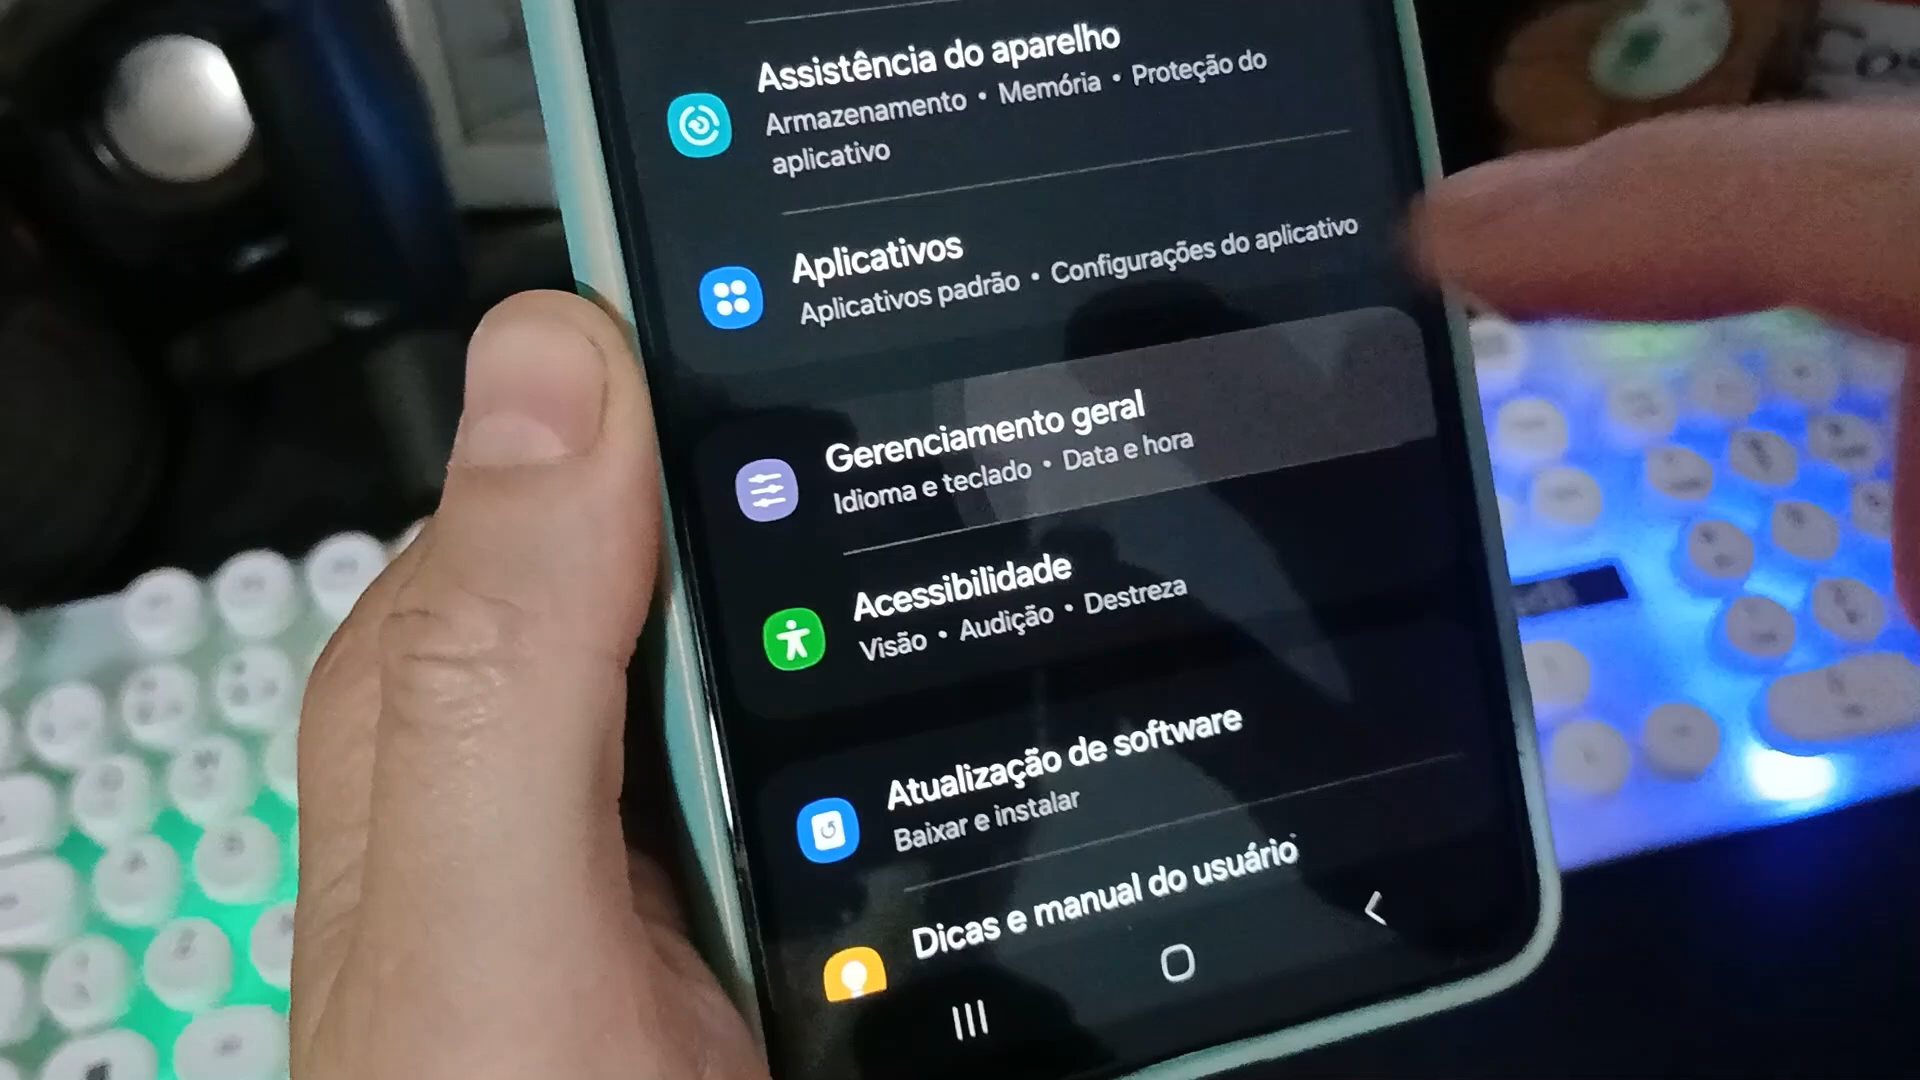 Assistência do aparelho
Armazenamento • Memória • Proteção do
aplicativo
Aplicativos
Aplicativos padrão • Configurações do aplicativo
Gerenciamento geral
Idioma e teclado • Data e hora
Acessibilidade
Visão • Audição • Destreza
Atualização de software
Baixar e instalar
Dicas e manual do usuário